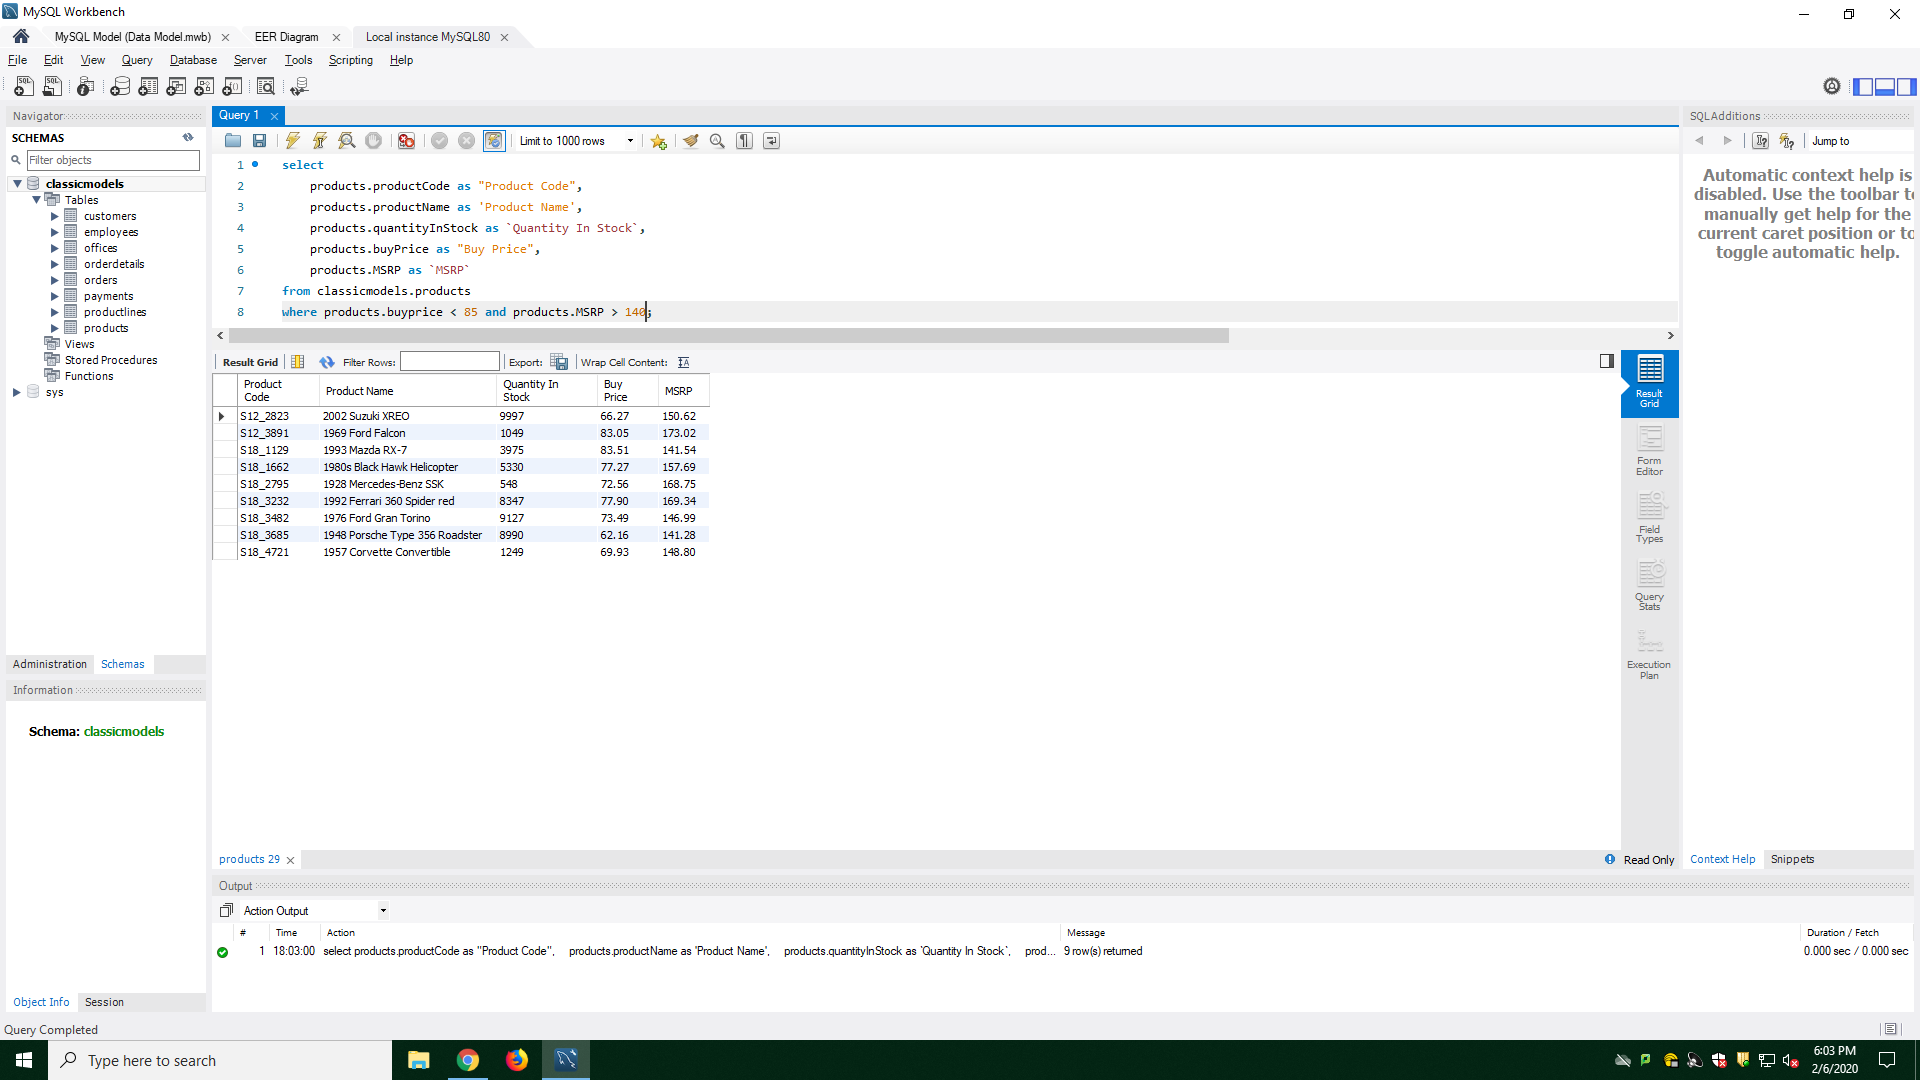 MySQL Workbench
MySQL Model (Data Model.mwb)
EER Diagram
Local instance MySQL80
File Edit View Query Database Server Tools Scripting Help
Navigator
SCHEMAS
Filter objects
classicmodels
Tables
customers
employees
offices
orderdetails
orders
payments
productlines
products
Views
Stored Procedures
Functions
sys
Administration Schemas
Information
Schema: classicmodels
Object Info Session
Query 1
Limit to 1000 rows
1 select
2 products.productCode as "Product Code",
3 products.productName as 'Product Name',
4 products.quantityInStock as `Quantity In Stock`,
5 products.buyPrice as "Buy Price",
6 products.MSRP as `MSRP`
7 from classicmodels.products
8 where products.buyprice < 85 and products.MSRP > 140;
Result Grid Filter Rows: Export: Wrap Cell Content:
Product Code Product Name Quantity In Stock Buy Price MSRP
S12_2823 2002 Suzuki XREO 9997 66.27 150.62
S12_3891 1969 Ford Falcon 1049 83.05 173.02
S18_1129 1993 Mazda RX-7 3975 83.51 141.54
S18_1662 1980s Black Hawk Helicopter 5330 77.27 157.69
S18_2795 1928 Mercedes-Benz SSK 548 72.56 168.75
S18_3232 1992 Ferrari 360 Spider red 8347 77.90 169.34
S18_3482 1976 Ford Gran Torino 9127 73.49 146.99
S18_3685 1948 Porsche Type 356 Roadster 8990 62.16 141.28
S18_4721 1957 Corvette Convertible 1249 69.93 148.80
Result
Grid
Form
Editor
Field
Types
Query
Stats
Execution
Plan
products 29
Read Only
SQLAdditions
Jump to
Automatic context help is
disabled. Use the toolbar to
manually get help for the
current caret position or to
toggle automatic help.
Context Help Snippets
Output
Action Output
# Time Action Message Duration / Fetch
1 18:03:00 select products.productCode as "Product Code", products.productName as 'Product Name', products.quantityInStock as `Quantity In Stock`, prod... 9 row(s) returned 0.000 sec / 0.000 sec
Query Completed
Type here to search
6:03 PM
2/6/2020